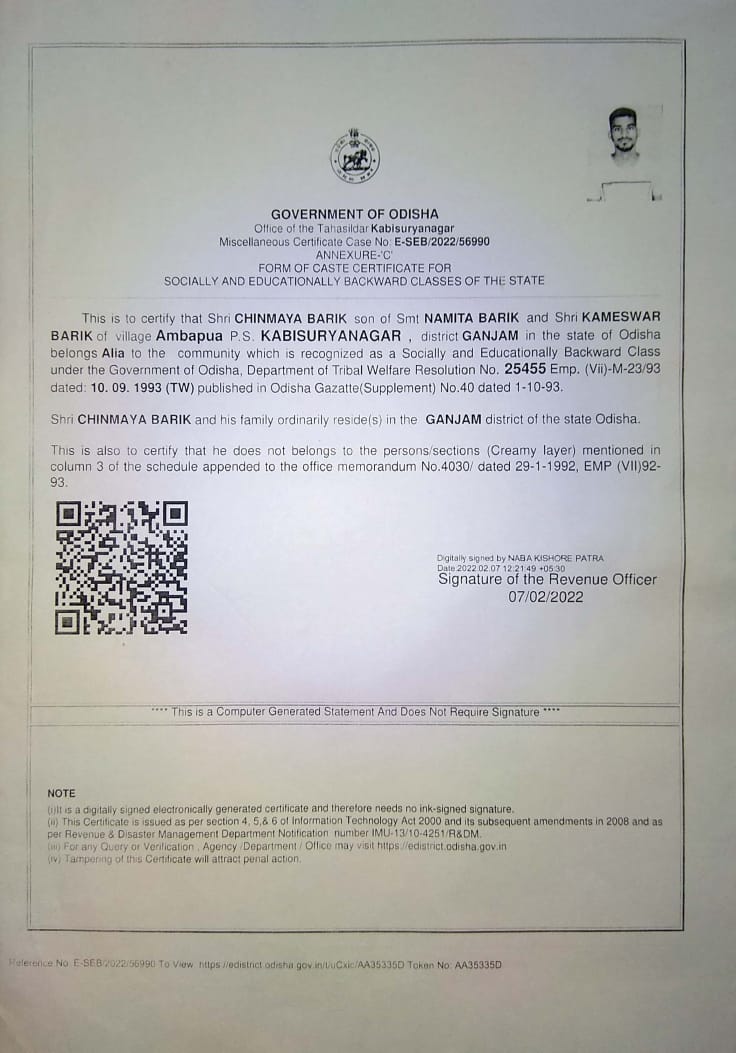 GOVERNMENT OF ODISHA
Office of the Tahasildar Kabisuryanagar
Miscellaneous Certificate Case No: E-SEB/2022/56990
ANNEXURE-'C'
FORM OF CASTE CERTIFICATE FOR
SOCIALLY AND EDUCATIONALLY BACKWARD CLASSES OF THE STATE
This is to certify that Shri CHINMAYA BARIK son of Smt NAMITA BARIK and Shri KAMESWAR
BARIK of village Ambapua P.S. KABISURYANAGAR , district GANJAM in the state of Odisha
belongs Alia to the community which is recognized as a Socially and Educationally Backward Class
under the Government of Odisha, Department of Tribal Welfare Resolution No. 25455 Emp. (Vii)-M-23/93
dated: 10. 09. 1993 (TW) published in Odisha Gazatte(Supplement) No.40 dated 1-10-93.
Shri CHINMAYA BARIK and his family ordinarily reside(s) in the GANJAM district of the state Odisha.
This is also to certify that he does not belongs to the persons/sections (Creamy layer) mentioned in
column 3 of the schedule appended to the office memorandum No.4030/ dated 29-1-1992, EMP (VII)92-
93.
Digitally signed by NABA KISHORE PATRA
Date:2022.02.07 12:21:49 +05:30
Signature of the Revenue Officer
07/02/2022
**** This is a Computer Generated Statement And Does Not Require Signature ****
NOTE
(i)It is a digitally signed electronically generated certificate and therefore needs no ink-signed signature.
(ii) This Certificate is issued as per section 4, 5,& 6 of Information Technology Act 2000 and its subsequent amendments in 2008 and as
per Revenue & Disaster Management Department Notification number IMU-13/10-4251/R&DM.
(iii) For any Query or Verification , Agency /Department / Office may visit https://edistrict.odisha.gov.in
(iv) Tampering of this Certificate will attract penal action.
Reference No. E-SEB/2022/56990 To View https://edistrict.odisha.gov.in/t/uCxic/AA35335D Token No: AA35335D